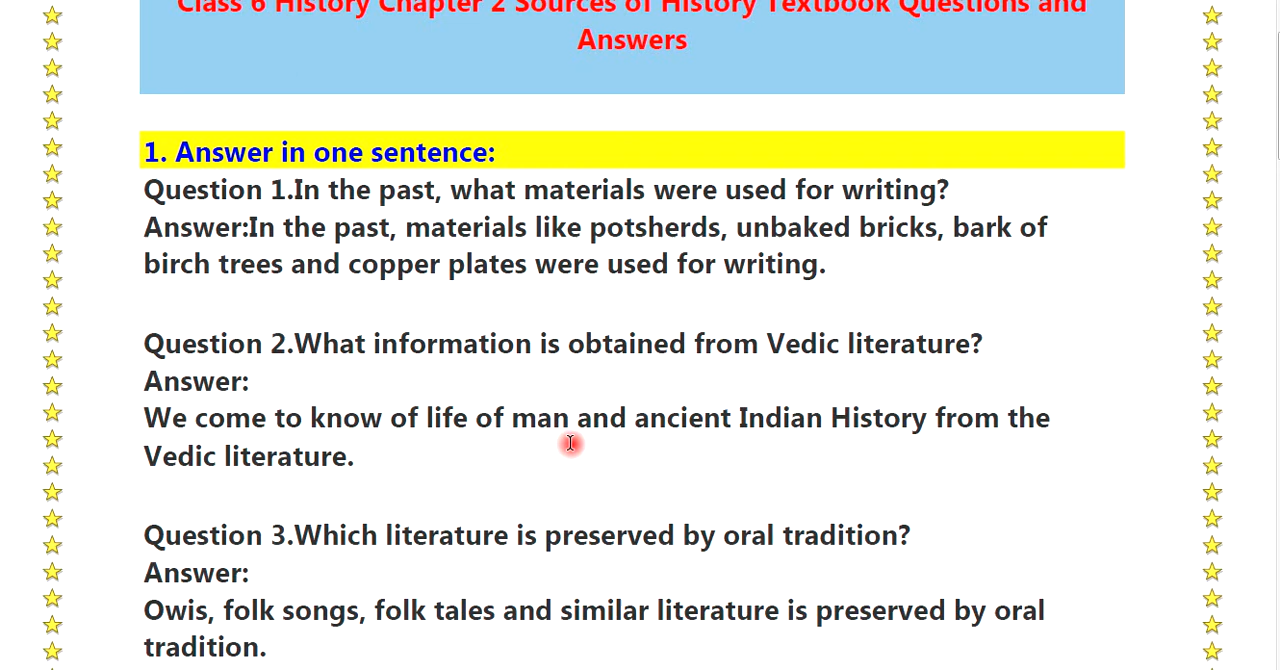 Class 6 History Chapter 2 Sources of History Textbook Questions and
Answers
1. Answer in one sentence:
Question 1.In the past, what materials were used for writing?
Answer:In the past, materials like potsherds, unbaked bricks, bark of
birch trees and copper plates were used for writing.
Question 2.What information is obtained from Vedic literature?
Answer:
We come to know of life of man and ancient Indian History from the
Vedic literature.
Question 3.Which literature is preserved by oral tradition?
Answer:
Owis, folk songs, folk tales and similar literature is preserved by oral
tradition.